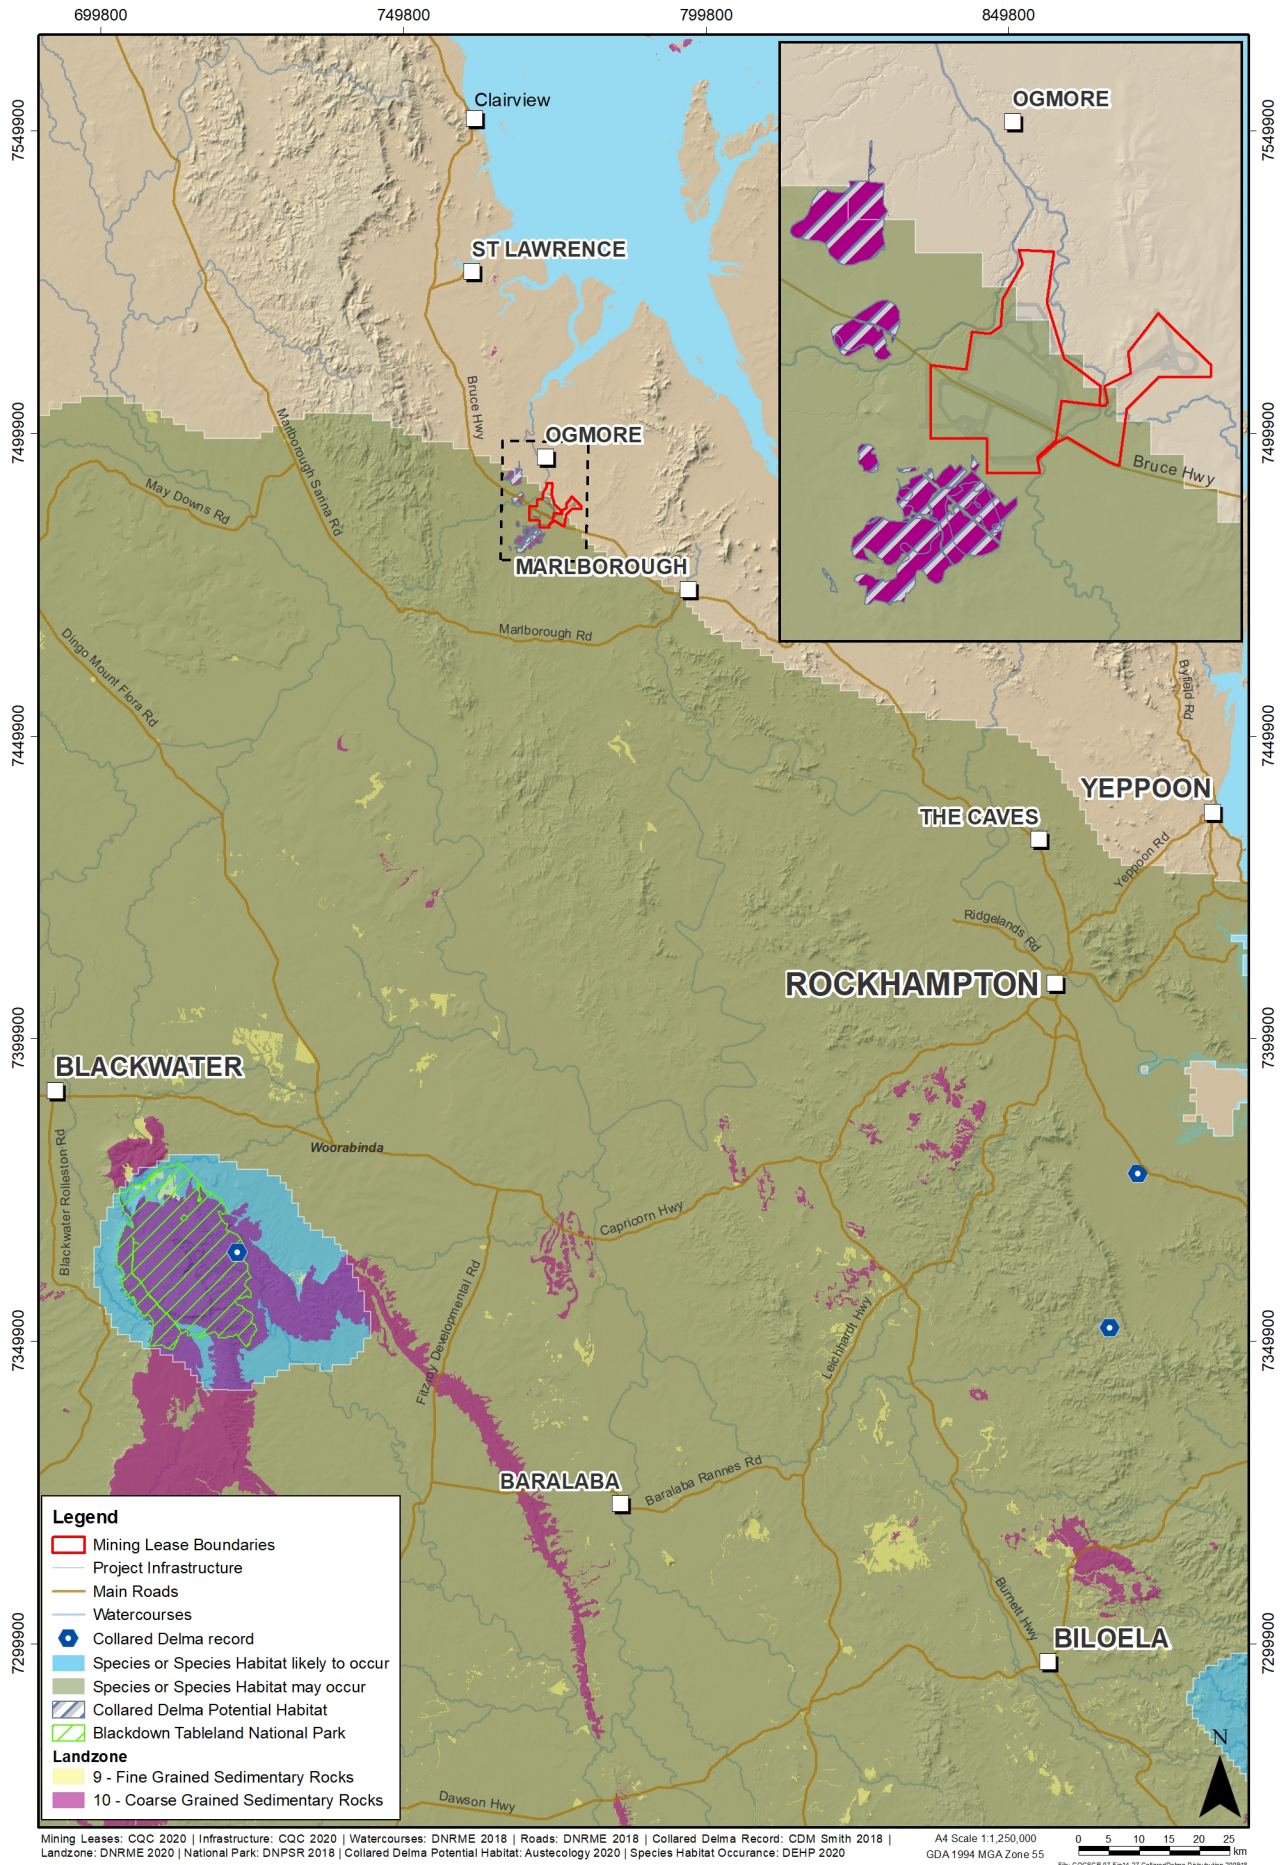 699800
749800
799800
849800
7549900
7549900
Clairview
OGMORE
ST LAWRENCE
Bruce Hwy
7499900
7499900
OGMORE
Marlborough Sarina Rd
May Downs Rd
Bruce Hwy
MARLBOROUGH
Marlborough Rd
Dingo Mount Flora Rd
Byfield Rd
7449900
7449900
YEPPOON
THE CAVES
Yeppoon Rd
Ridgelands Rd
ROCKHAMPTON
7399900
7399900
BLACKWATER
Woorabinda
Blackwater Rolleston Rd
Capricorn Hwy
Fitzroy Developmental Rd
Leichhardt Hwy
7349900
7349900
BARALABA
Baralaba Rannes Rd
Burnett Hwy
BILOELA
7299900
7299900
Dawson Hwy
N
Legend
Mining Lease Boundaries
Project Infrastructure
Main Roads
Watercourses
Collared Delma record
Species or Species Habitat likely to occur
Species or Species Habitat may occur
Collared Delma Potential Habitat
Blackdown Tableland National Park
Landzone
9 - Fine Grained Sedimentary Rocks
10 - Coarse Grained Sedimentary Rocks
Mining Leases: CQC 2020 | Infrastructure: CQC 2020 | Watercourses: DNRME 2018 | Roads: DNRME 2018 | Collared Delma Record: CDM Smith 2018 |
Landzone: DNRME 2020 | National Park: DNPSR 2018 | Collared Delma Potential Habitat: Austecology 2020 | Species Habitat Occurance: DEHP 2020
A4 Scale 1:1,250,000
GDA 1994 MGA Zone 55
0 5 10 15 20 25
km